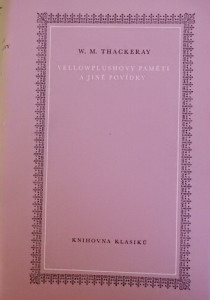 W. M. THACKERAY
YELLOWPLUSHOVY PAMĚTI
A JINÉ POVÍDKY
KNIHOVNA KLASIKŮ